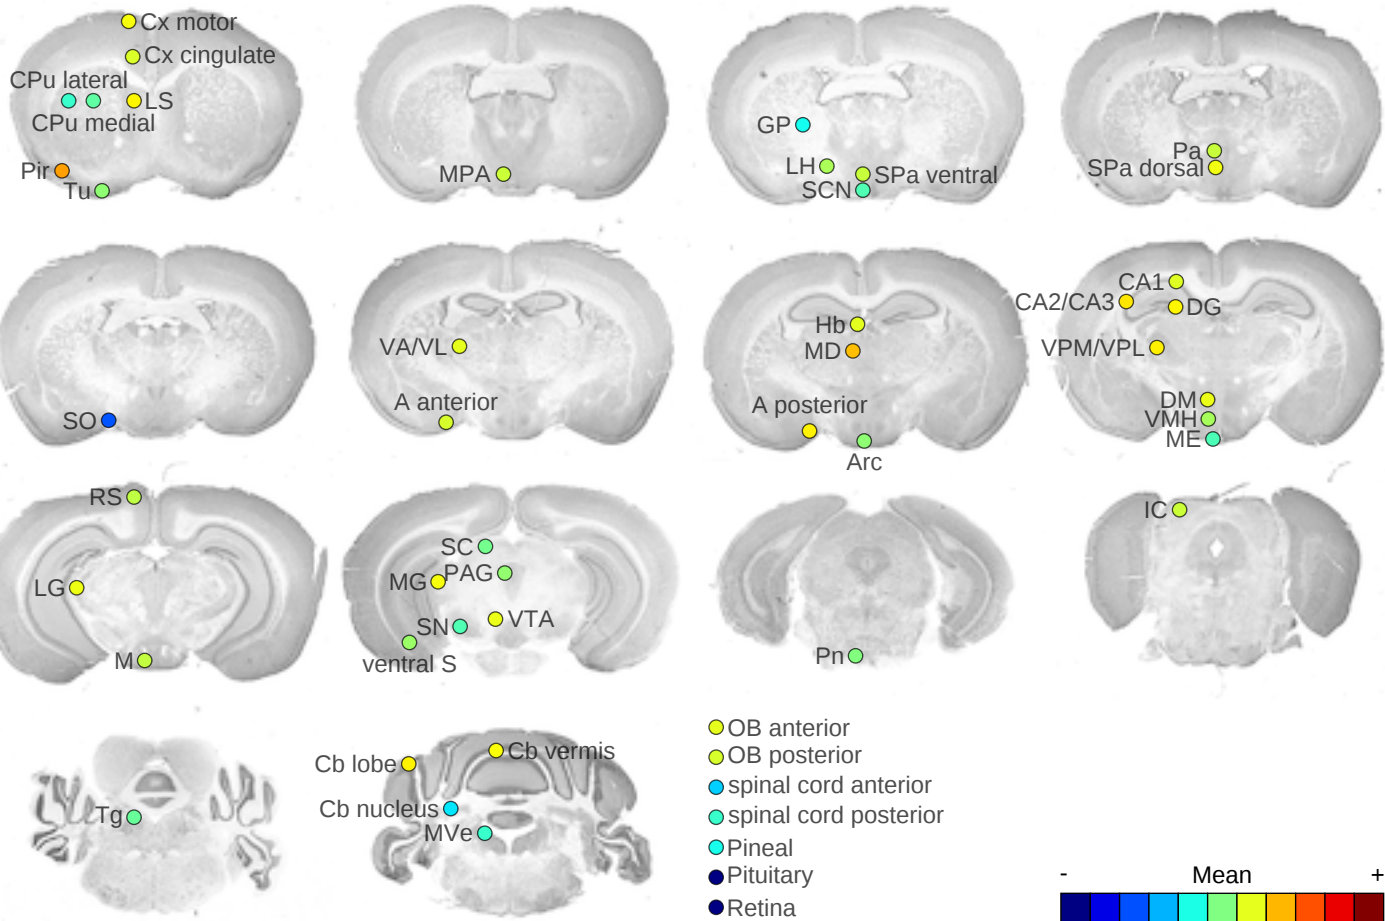 Cx motor
Cx cingulate
CPu lateral
LS
CPu medial
Pir
Tu
MPA
GP
LH
SPa ventral
SCN
Pa
SPa dorsal
SO
VA/VL
A anterior
Hb
MD
A posterior
Arc
CA1
CA2/CA3
DG
VPM/VPL
DM
VMH
ME
RS
LG
M
SC
PAG
MG
VTA
SN
ventral S
Pn
IC
Tg
Cb lobe
Cb vermis
Cb nucleus
MVe
OB anterior
OB posterior
spinal cord anterior
spinal cord posterior
Pineal
Pituitary
Retina
- Mean +